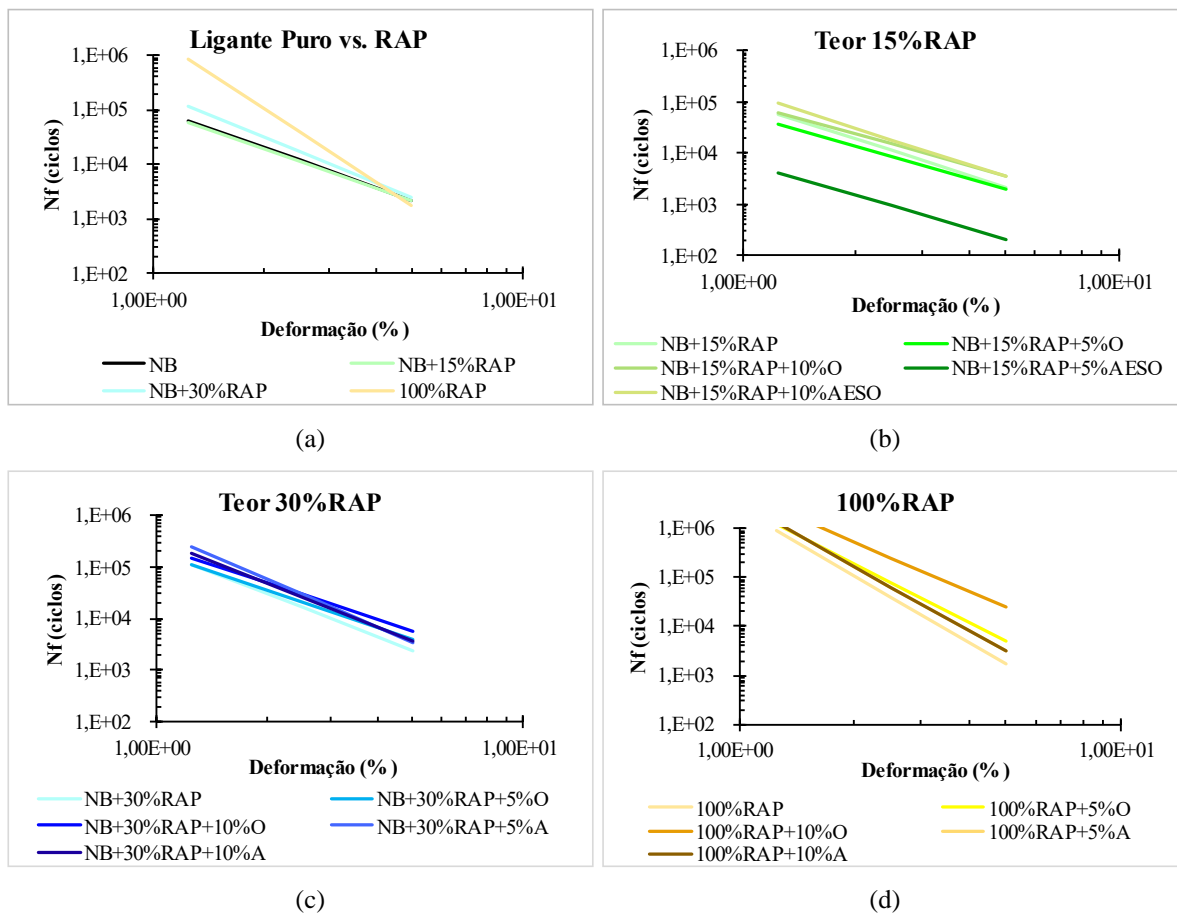 Ligante Puro vs. RAP
1,E+06
1,E+05
1,E+04
1,E+03
1,E+02
Nf (ciclos)
1,00E+00 1,00E+01
Deformação (%)
NB NB+15%RAP
NB+30%RAP 100%RAP
(a)
Teor 15%RAP
1,E+06
1,E+05
1,E+04
1,E+03
1,E+02
Nf (ciclos)
1,00E+00 1,00E+01
Deformação (%)
NB+15%RAP NB+15%RAP+5%O
NB+15%RAP+10%O NB+15%RAP+5%AESO
NB+15%RAP+10%AESO
(b)
Teor 30%RAP
1,E+06
1,E+05
1,E+04
1,E+03
1,E+02
Nf (ciclos)
1,00E+00 1,00E+01
Deformação (%)
NB+30%RAP NB+30%RAP+5%O
NB+30%RAP+10%O NB+30%RAP+5%A
NB+30%RAP+10%A
(c)
100%RAP
1,E+06
1,E+05
1,E+04
1,E+03
1,E+02
Nf (ciclos)
1,00E+00 1,00E+01
Deformação (%)
100%RAP 100%RAP+5%O
100%RAP+10%O 100%RAP+5%A
100%RAP+10%A
(d)